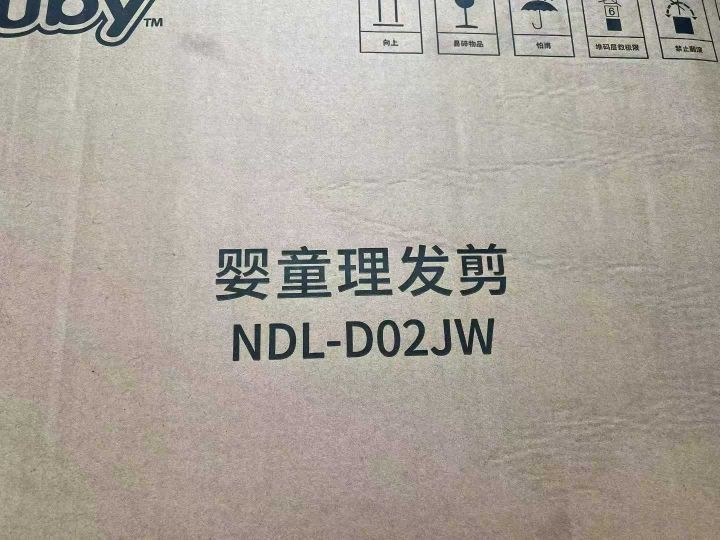 uby™
向上
易碎物品
怕湿
6
堆码层数极限
禁止翻滚
婴童理发剪
NDL-D02JW